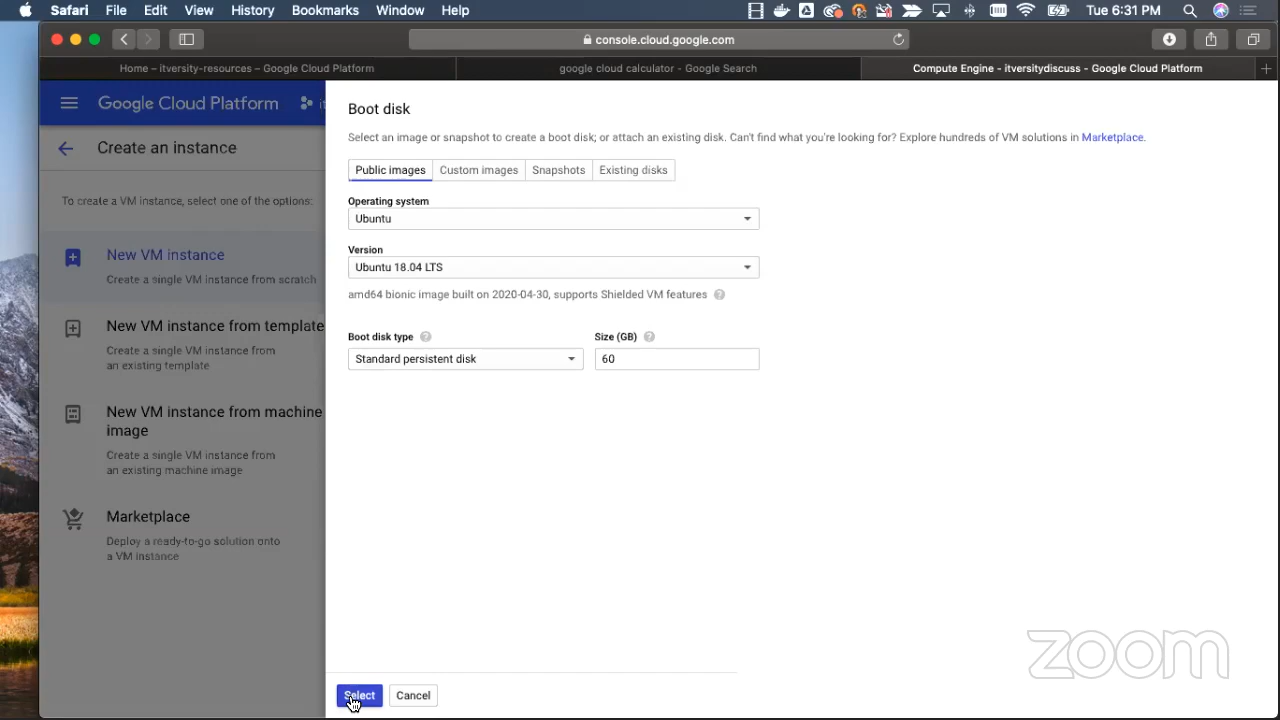 Safari File Edit View History Bookmarks Window Help Tue 6:31 PM
console.cloud.google.com
Home – itversity-resources – Google Cloud Platform google cloud calculator - Google Search Compute Engine - itversitydiscuss - Google Cloud Platform
Google Cloud Platform
Create an instance
To create a VM instance, select one of the options:
New VM instance
Create a single VM instance from scratch
New VM instance from template
Create a single VM instance from
an existing template
New VM instance from machine
image
Create a single VM instance from
an existing machine image
Marketplace
Deploy a ready-to-go solution onto
a VM instance
Boot disk
Select an image or snapshot to create a boot disk; or attach an existing disk. Can't find what you're looking for? Explore hundreds of VM solutions in Marketplace.
Public images Custom images Snapshots Existing disks
Operating system
Ubuntu
Version
Ubuntu 18.04 LTS
amd64 bionic image built on 2020-04-30, supports Shielded VM features
Boot disk type Size (GB)
Standard persistent disk 60
Select Cancel
zoom